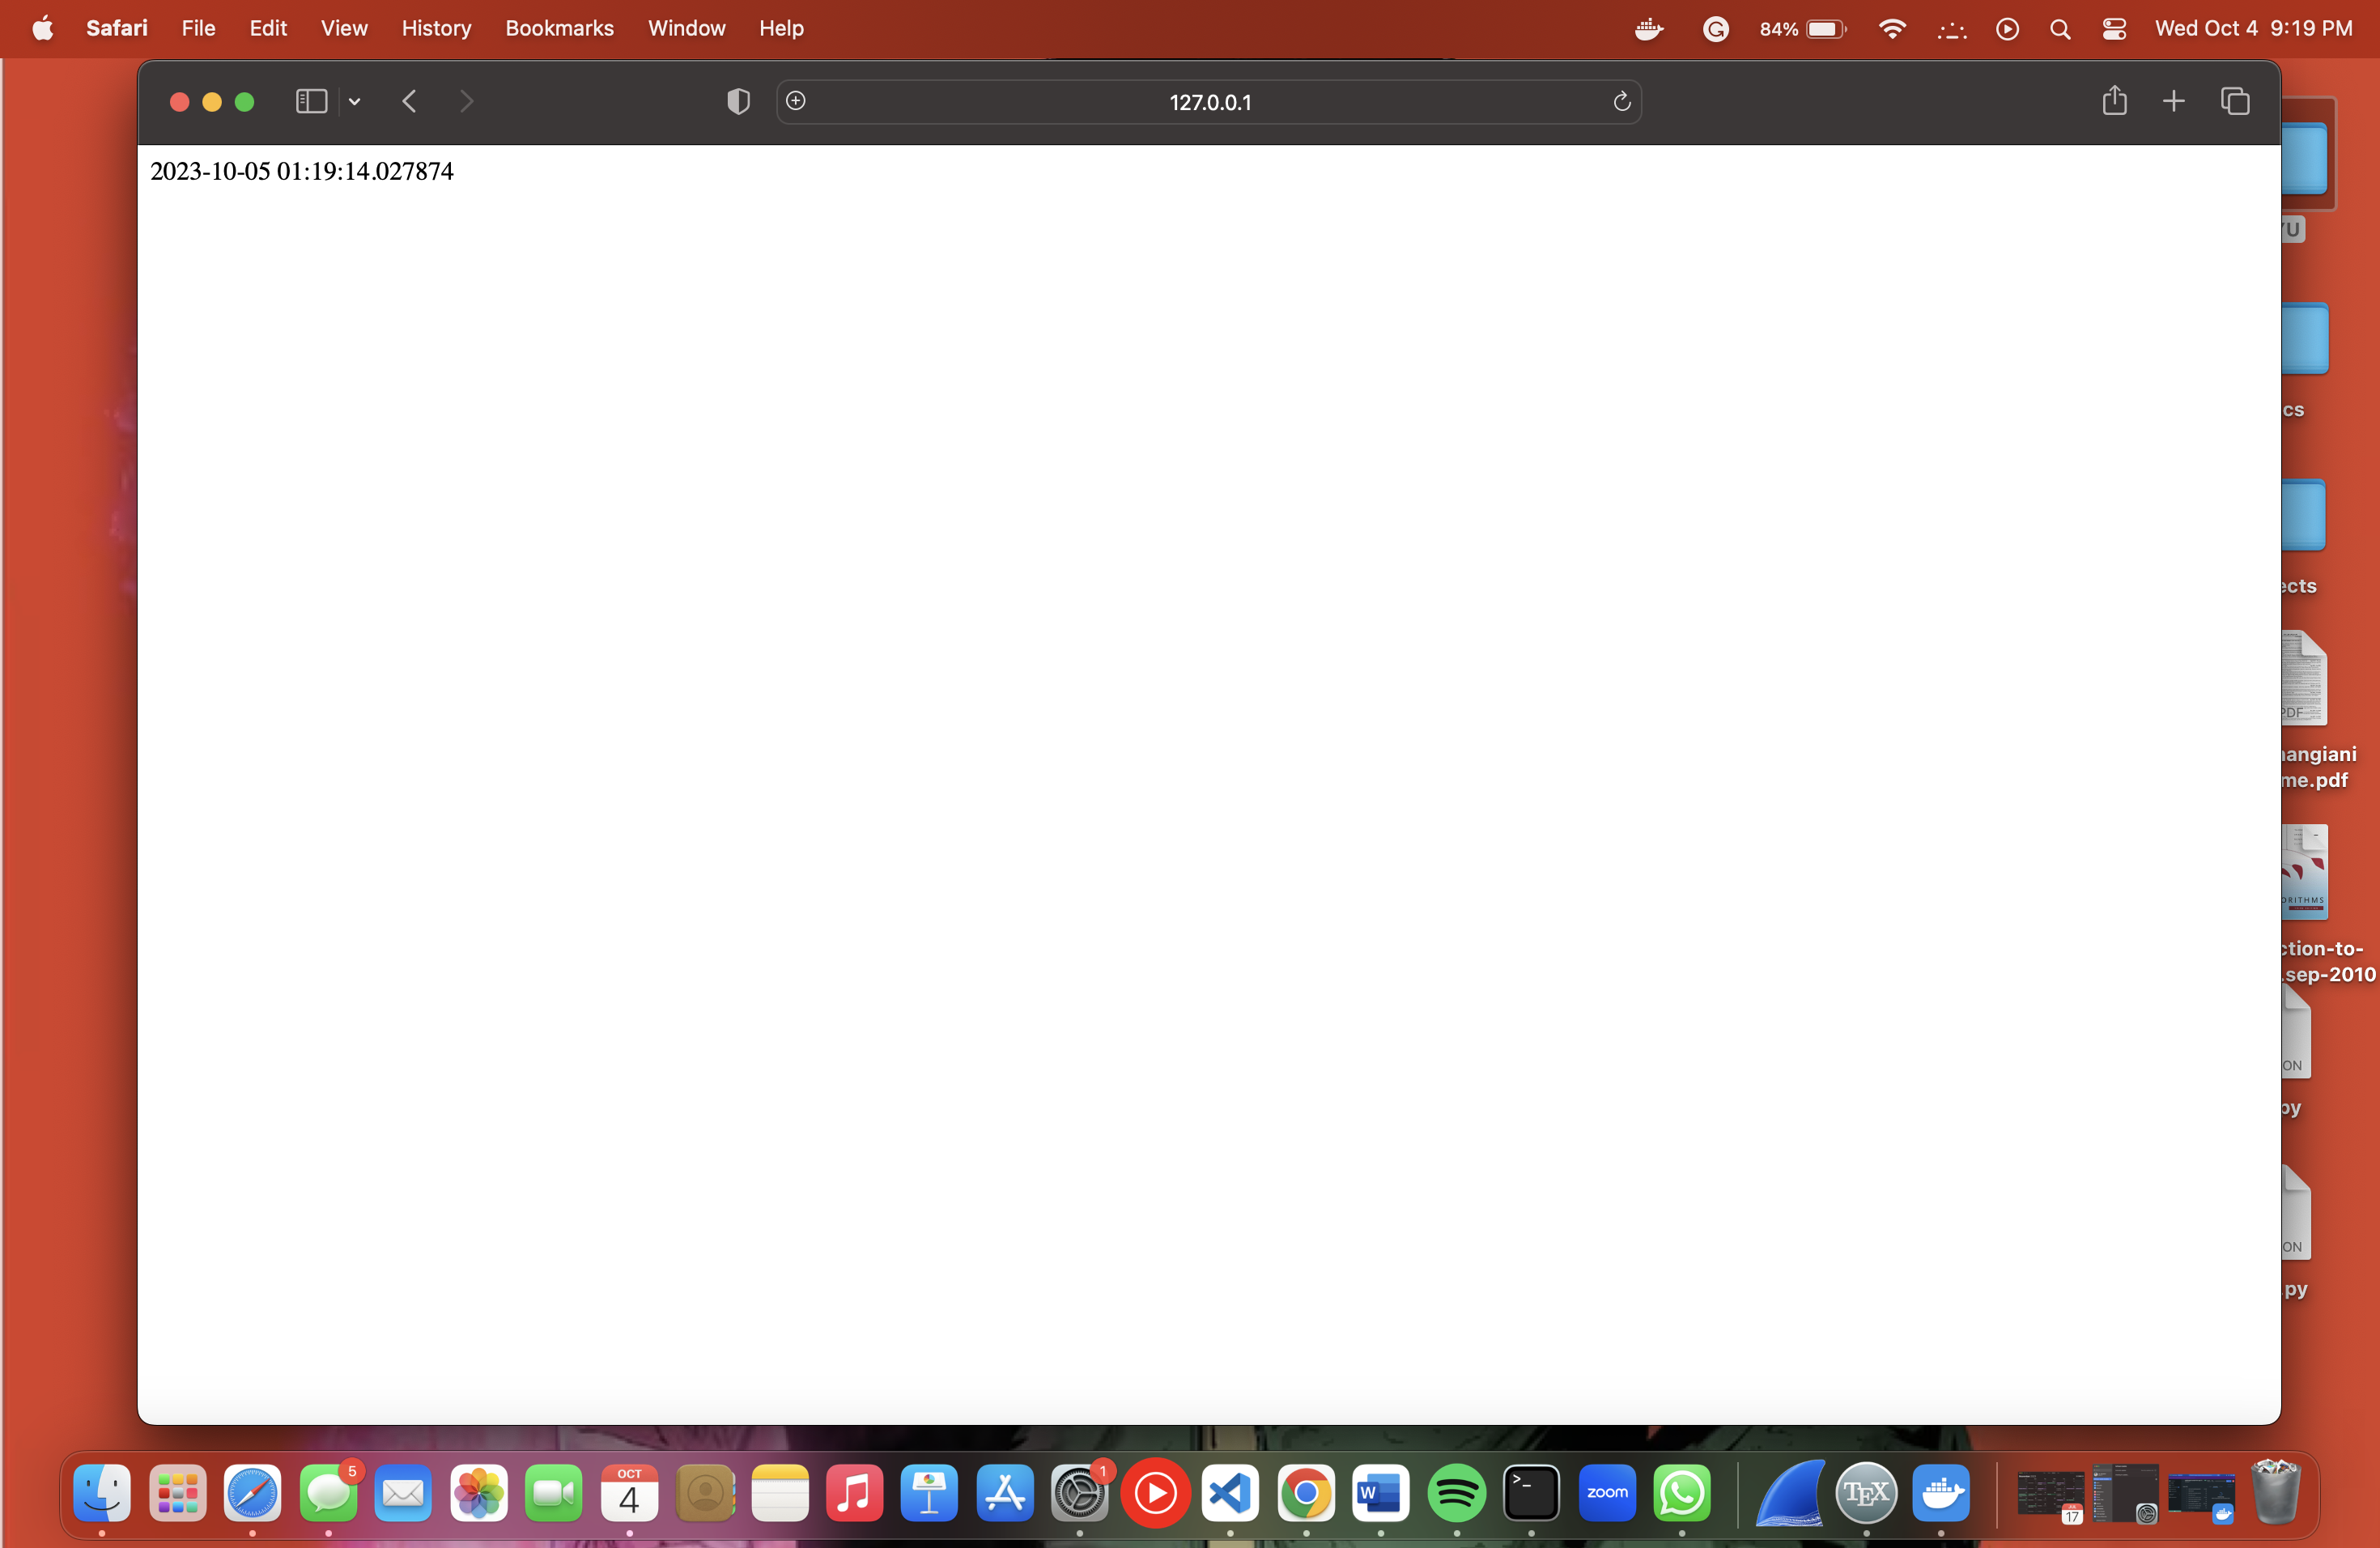 Safari File Edit View History Bookmarks Window Help 84% Wed Oct 4 9:19 PM
127.0.0.1
2023-10-05 01:19:14.027874
YU
cs
ects
PDF
nangiani
me.pdf
ORITHMS
ction-to-
.sep-2010
ON
py
ON
.py
5
OCT
4
1
W
>_
zoom
TEX
17